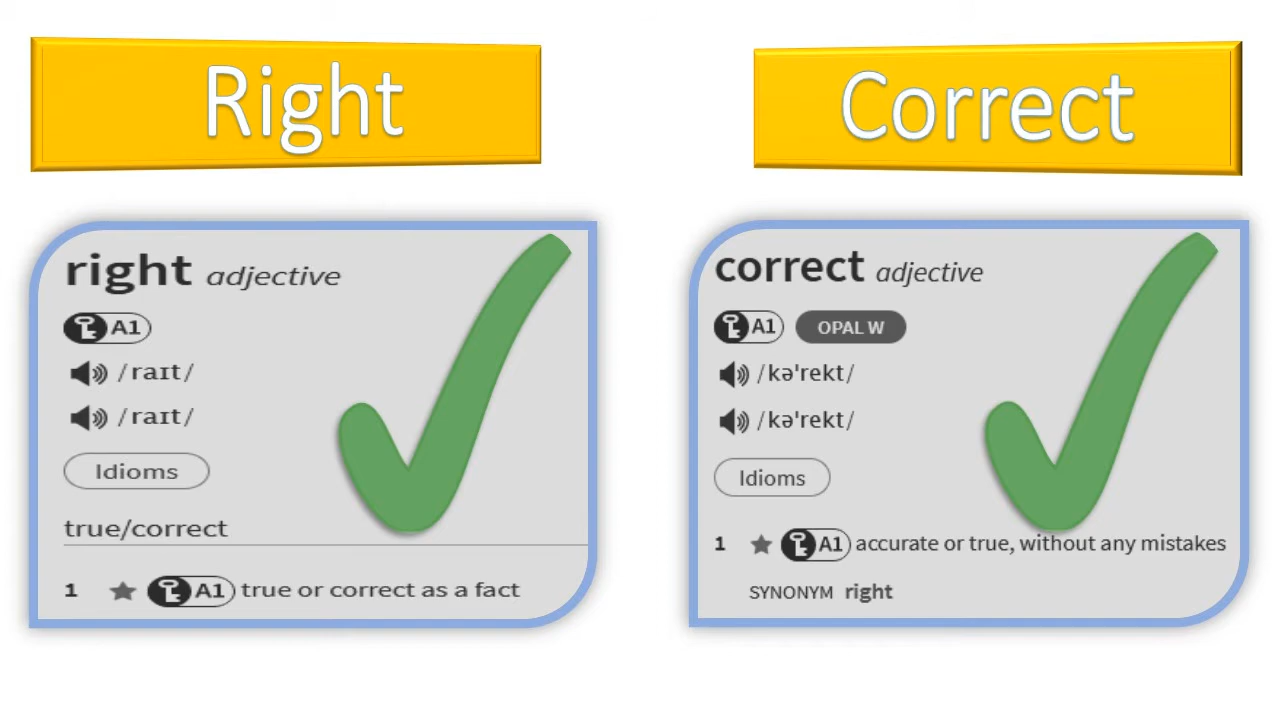 Right
Correct
right adjective
A1
/raɪt/
/raɪt/
Idioms
true/correct
1 A1 true or correct as a fact
correct adjective
A1 OPAL W
/kəˈrekt/
/kəˈrekt/
Idioms
1 A1 accurate or true, without any mistakes
SYNONYM right